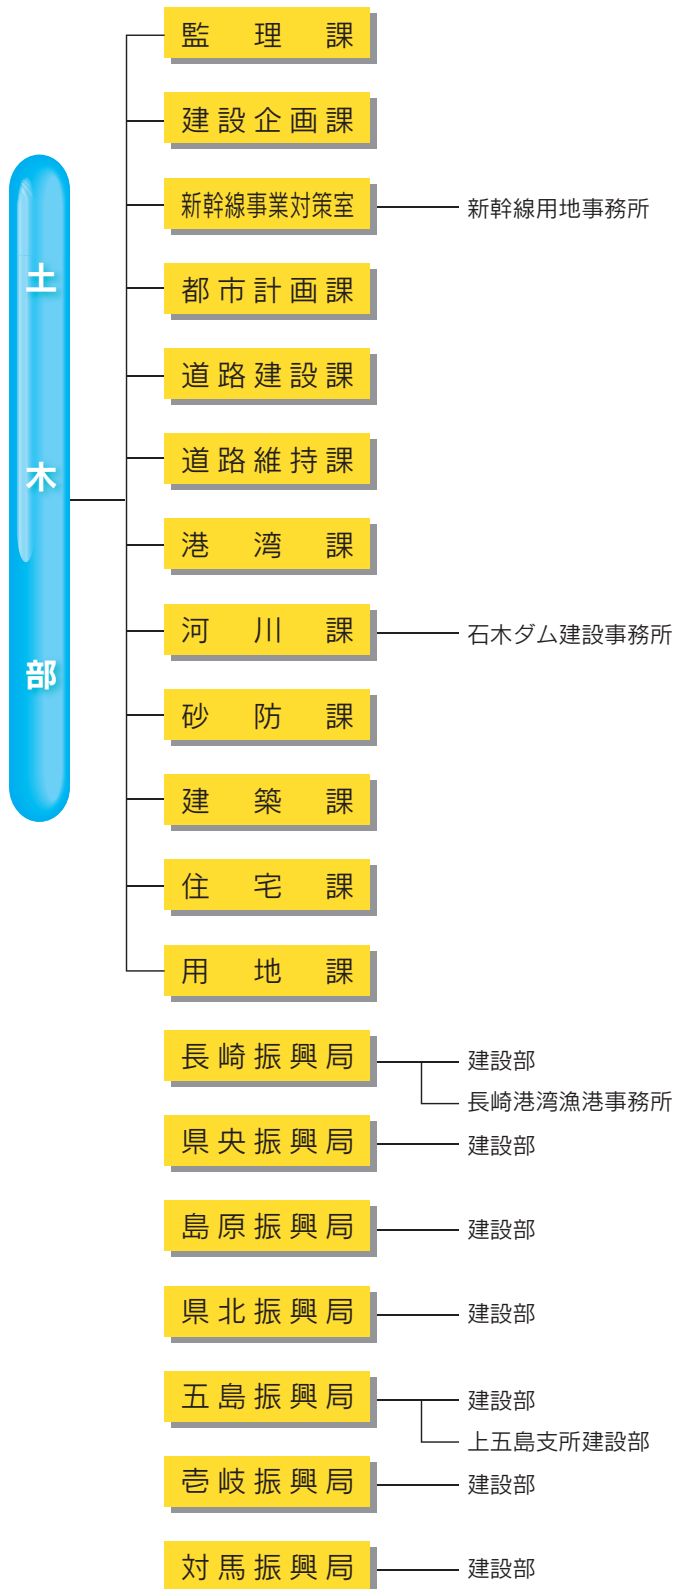 土木部
監理課
建設企画課
新幹線事業対策室
新幹線用地事務所
都市計画課
道路建設課
道路維持課
港湾課
河川課
石木ダム建設事務所
砂防課
建築課
住宅課
用地課
長崎振興局
建設部
長崎港湾漁港事務所
県央振興局
建設部
島原振興局
建設部
県北振興局
建設部
五島振興局
建設部
上五島支所建設部
壱岐振興局
建設部
対馬振興局
建設部